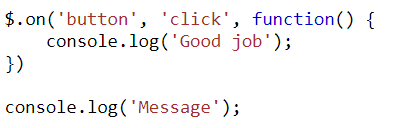 $.on('button', 'click', function() {
    console.log('Good job');
})

console.log('Message');